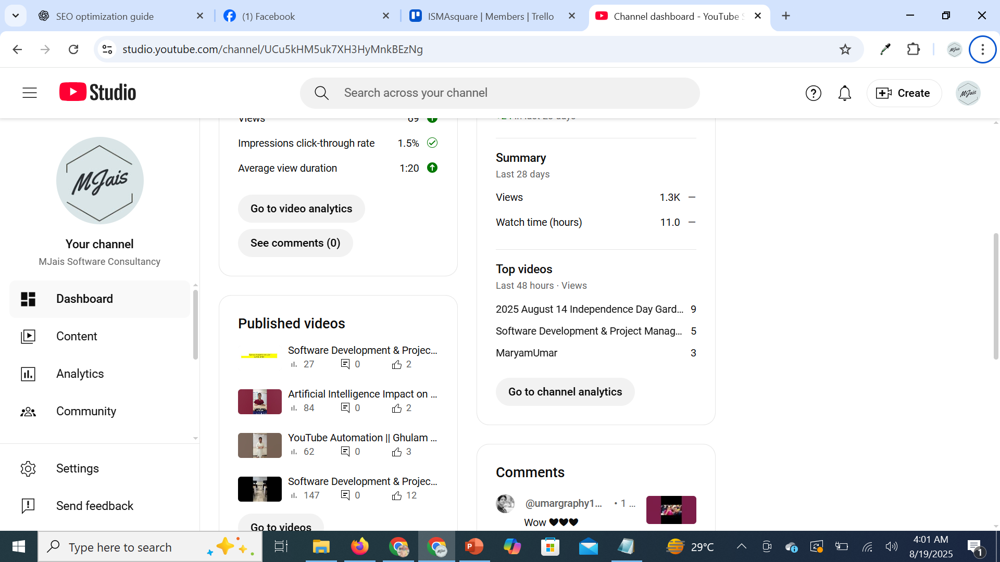 SEO optimization guide
(1) Facebook
ISMAsquare | Members | Trello
Channel dashboard - YouTube S
studio.youtube.com/channel/UCu5kHM5uk7XH3HyMnkBEzNg
MJais
Studio
Search across your channel
Create
MJais
MJais
Your channel
MJais Software Consultancy
Dashboard
Content
Analytics
Community
Settings
Send feedback
Views 69
Impressions click-through rate 1.5%
Average view duration 1:20
Go to video analytics
See comments (0)
Published videos
Software Development & Projec...
27 0 2
Artificial Intelligence Impact on ...
84 0 2
YouTube Automation || Ghulam ...
62 0 3
Software Development & Projec...
147 0 12
Go to videos
in last 28 days
Summary
Last 28 days
Views 1.3K —
Watch time (hours) 11.0 —
Top videos
Last 48 hours · Views
2025 August 14 Independence Day Gard... 9
Software Development & Project Manag... 5
MaryamUmar 3
Go to channel analytics
Comments
@umargraphy1... • 1 ...
Wow 🖤🖤🖤
Type here to search
29°C
4:01 AM
8/19/2025
1